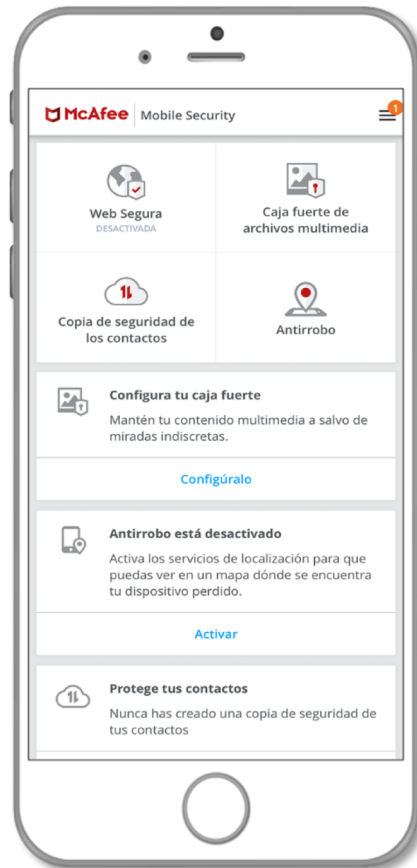 McAfee Mobile Security
1
Web Segura
DESACTIVADA
Caja fuerte de
archivos multimedia
Copia de seguridad de
los contactos
Antirrobo
Configura tu caja fuerte
Mantén tu contenido multimedia a salvo de
miradas indiscretas.
Configúralo
Antirrobo está desactivado
Activa los servicios de localización para que
puedas ver en un mapa dónde se encuentra
tu dispositivo perdido.
Activar
Protege tus contactos
Nunca has creado una copia de seguridad de
tus contactos